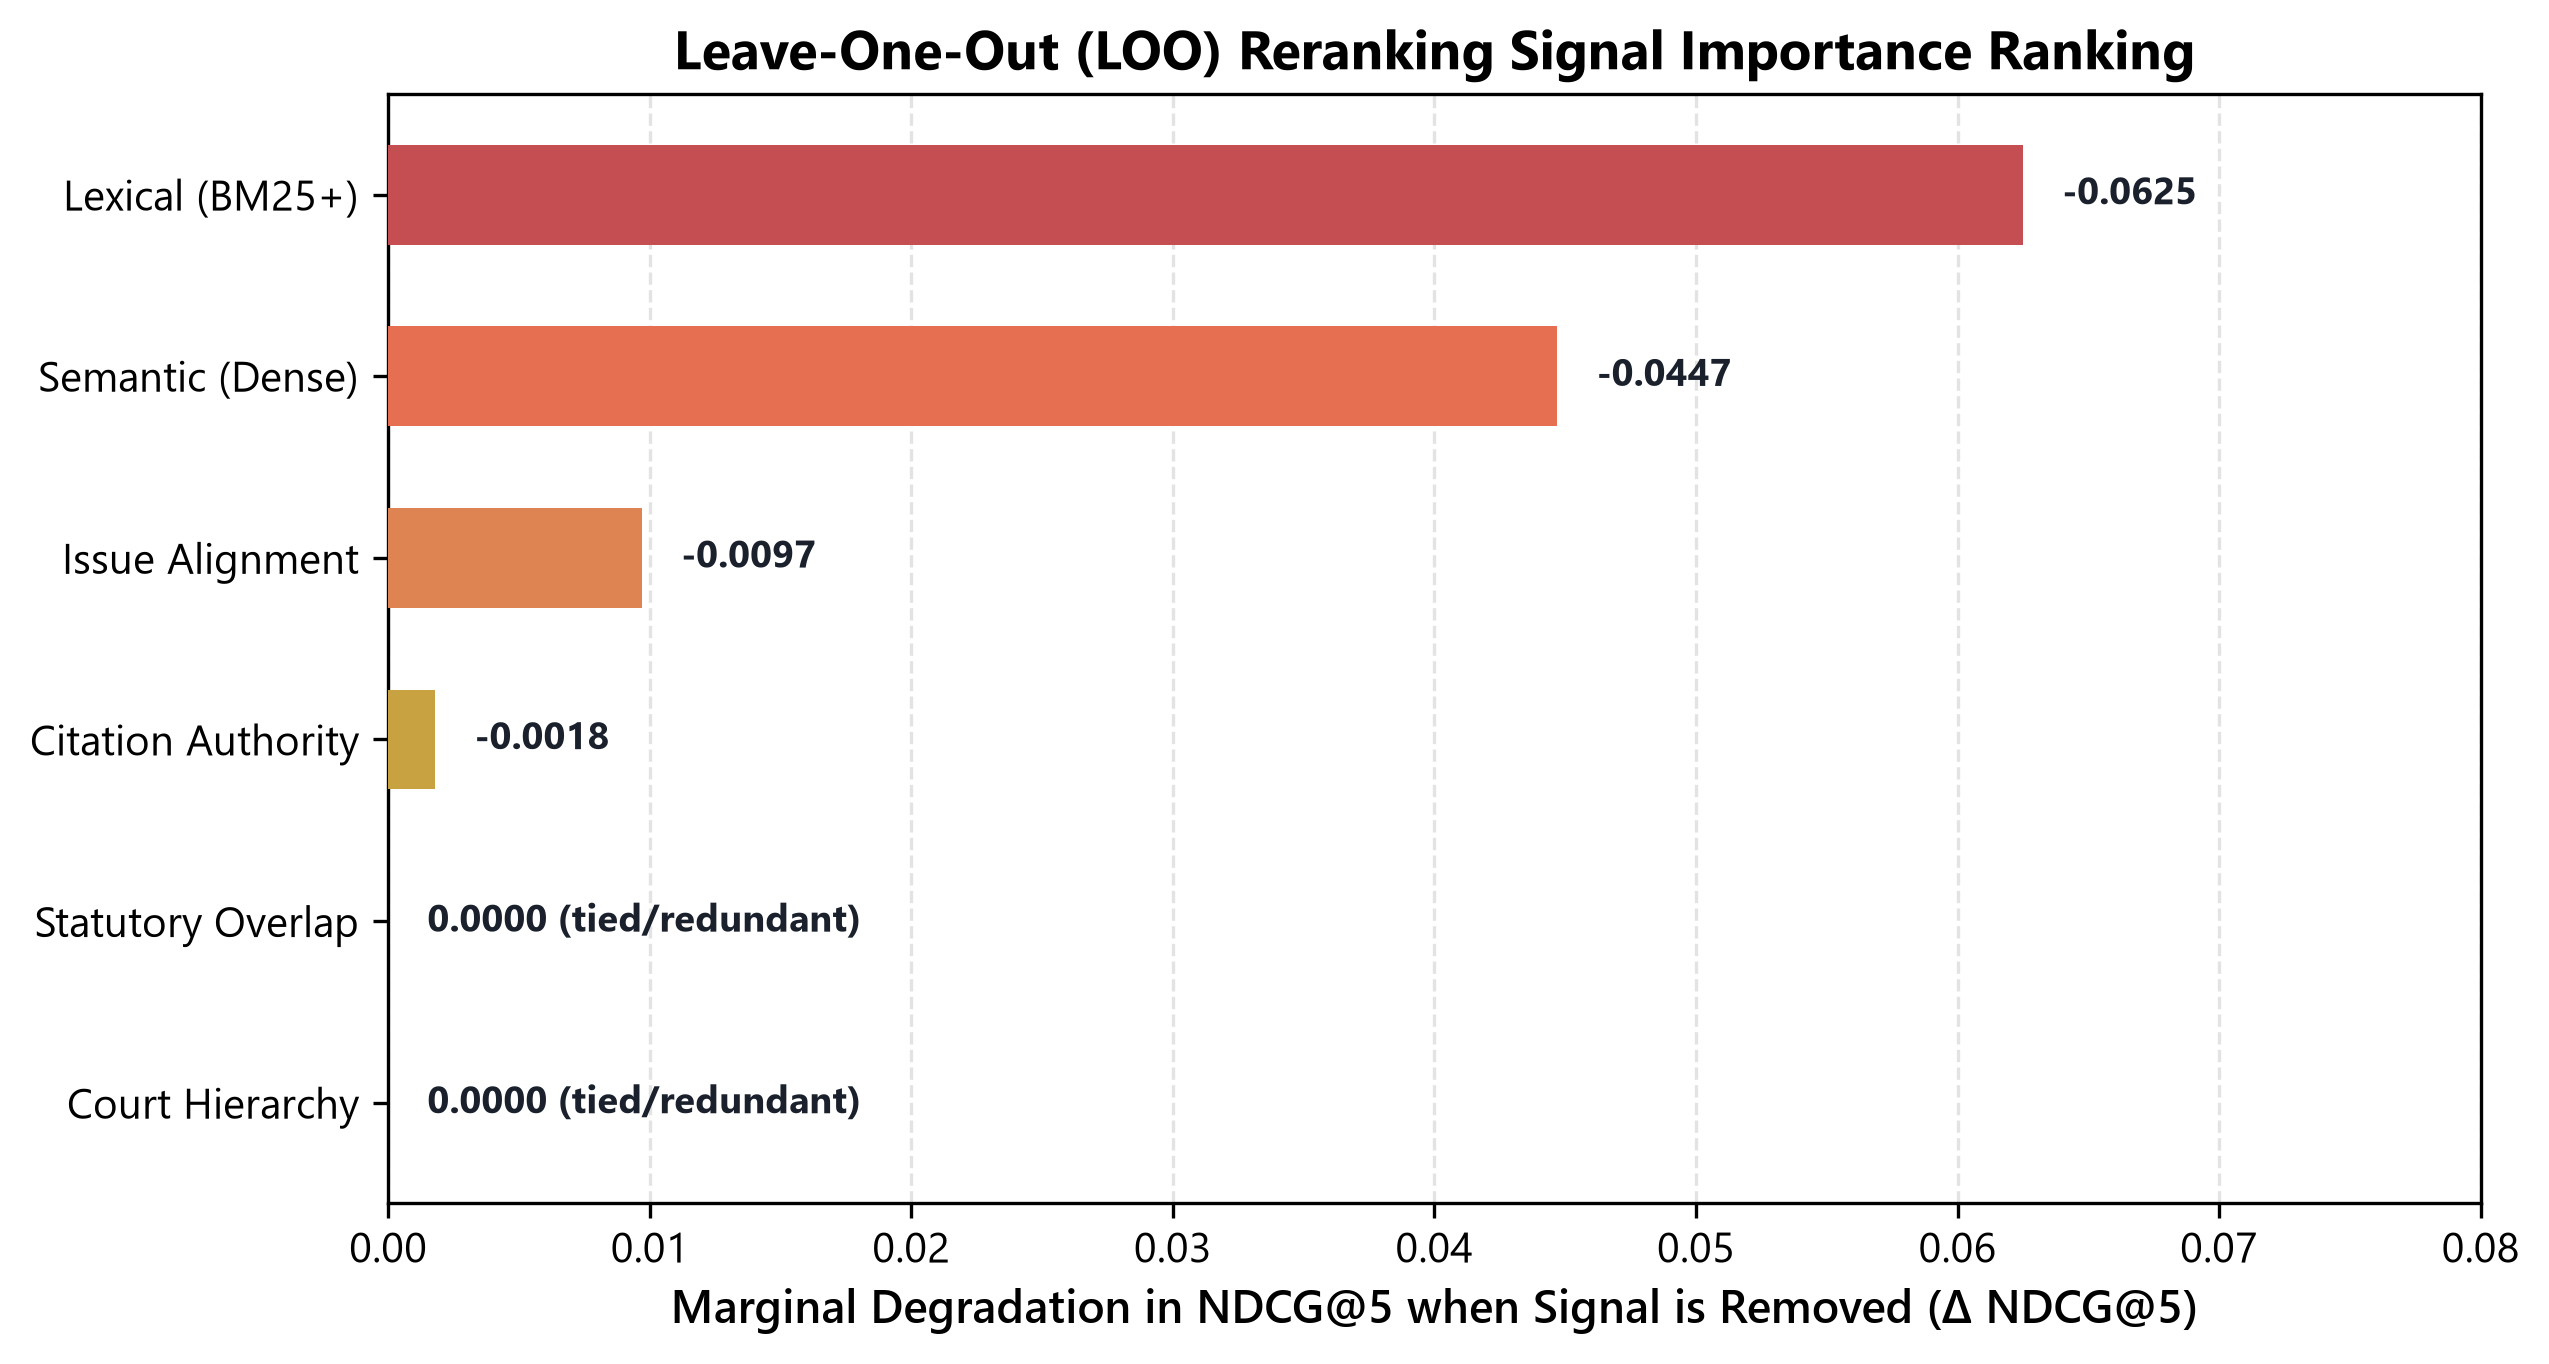 Leave-One-Out (LOO) Reranking Signal Importance Ranking
Lexical (BM25+) -0.0625
Semantic (Dense) -0.0447
Issue Alignment -0.0097
Citation Authority -0.0018
Statutory Overlap 0.0000 (tied/redundant)
Court Hierarchy 0.0000 (tied/redundant)
0.00 0.01 0.02 0.03 0.04 0.05 0.06 0.07 0.08
Marginal Degradation in NDCG@5 when Signal is Removed (Δ NDCG@5)